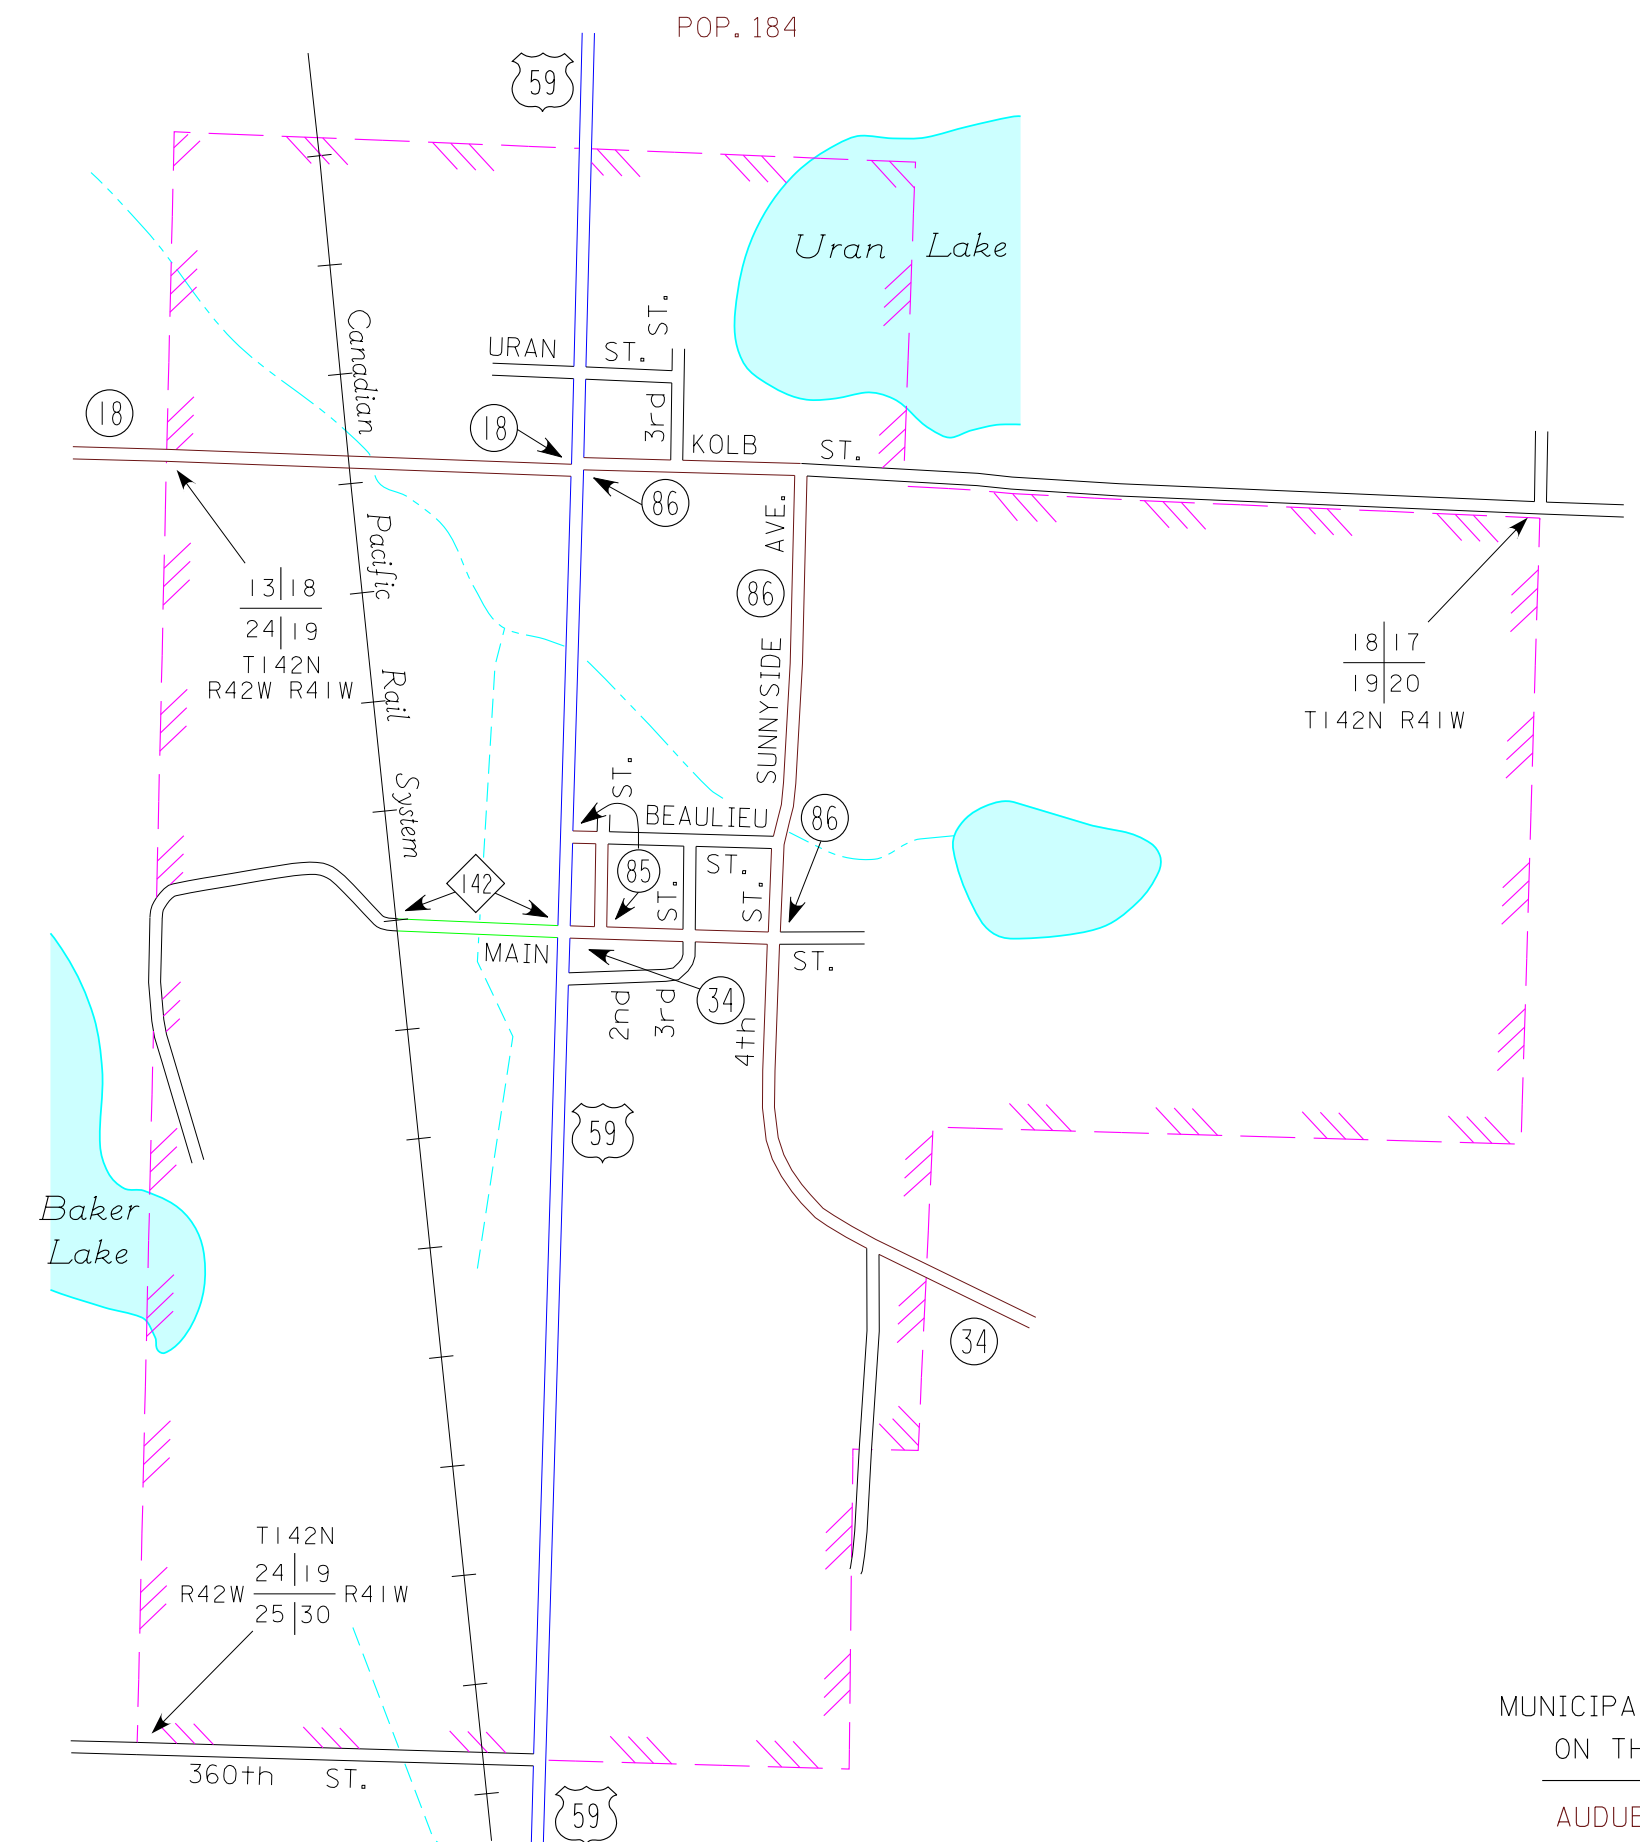 POP. 184
59
Uran Lake
ST.
URAN ST.
3rd
18
18
KOLB ST.
86
Canadian Pacific Rail System
AVE.
86
SUNNYSIDE
13|18
24|19
T142N
R42W R41W
18|17
19|20
T142N R41W
ST.
BEAULIEU
86
ST.
85
142
ST.
ST.
MAIN ST.
34
2nd
3rd
4th
59
Baker
Lake
34
T142N
24|19
R42W R41W
25|30
360th ST.
59
MUNICIPA
ON TH
AUDUB